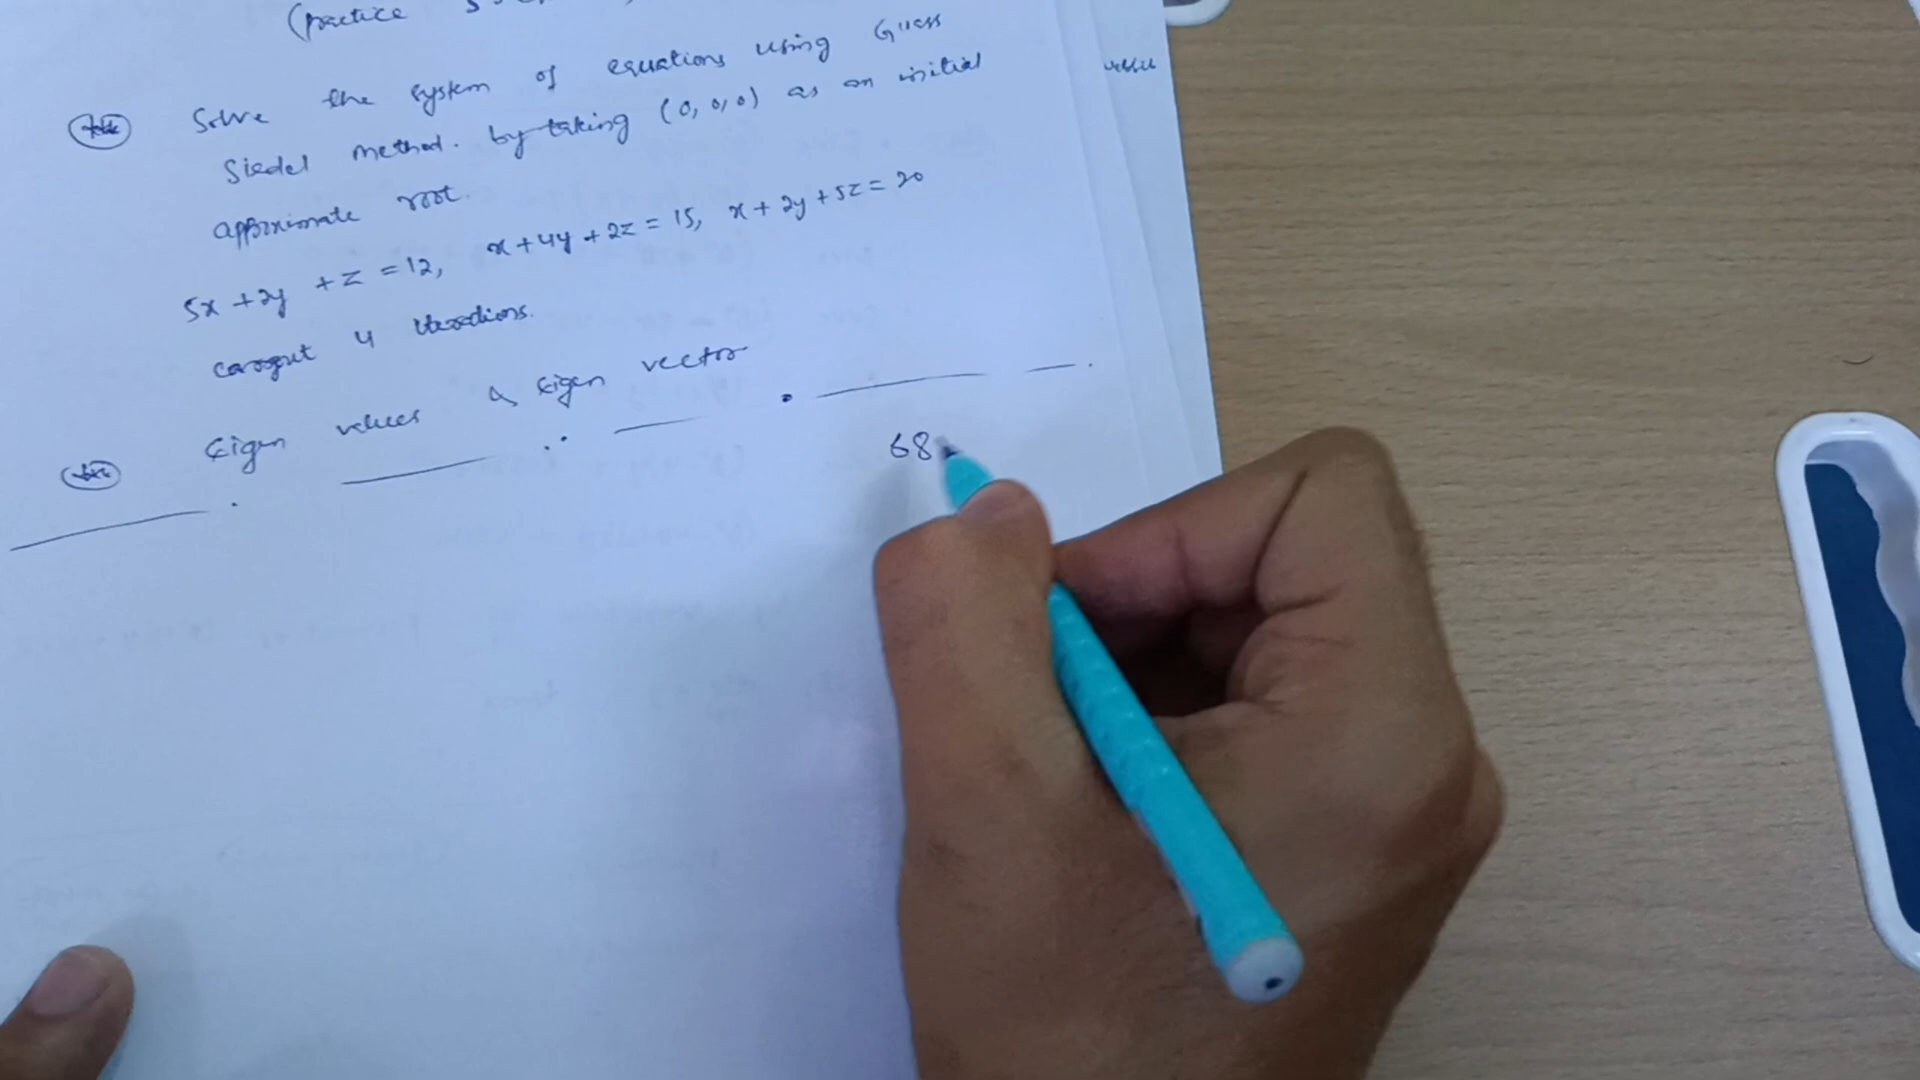 (practice
Solve the system of equations using Guass
Siedel method. by taking (0,0,0) as an initial
approximate root.
5x + 2y + z = 12, x + 4y + 2z = 15, x + 2y + 5z = 20
carryout 4 iterations.
Eigen values & Eigen vector
68